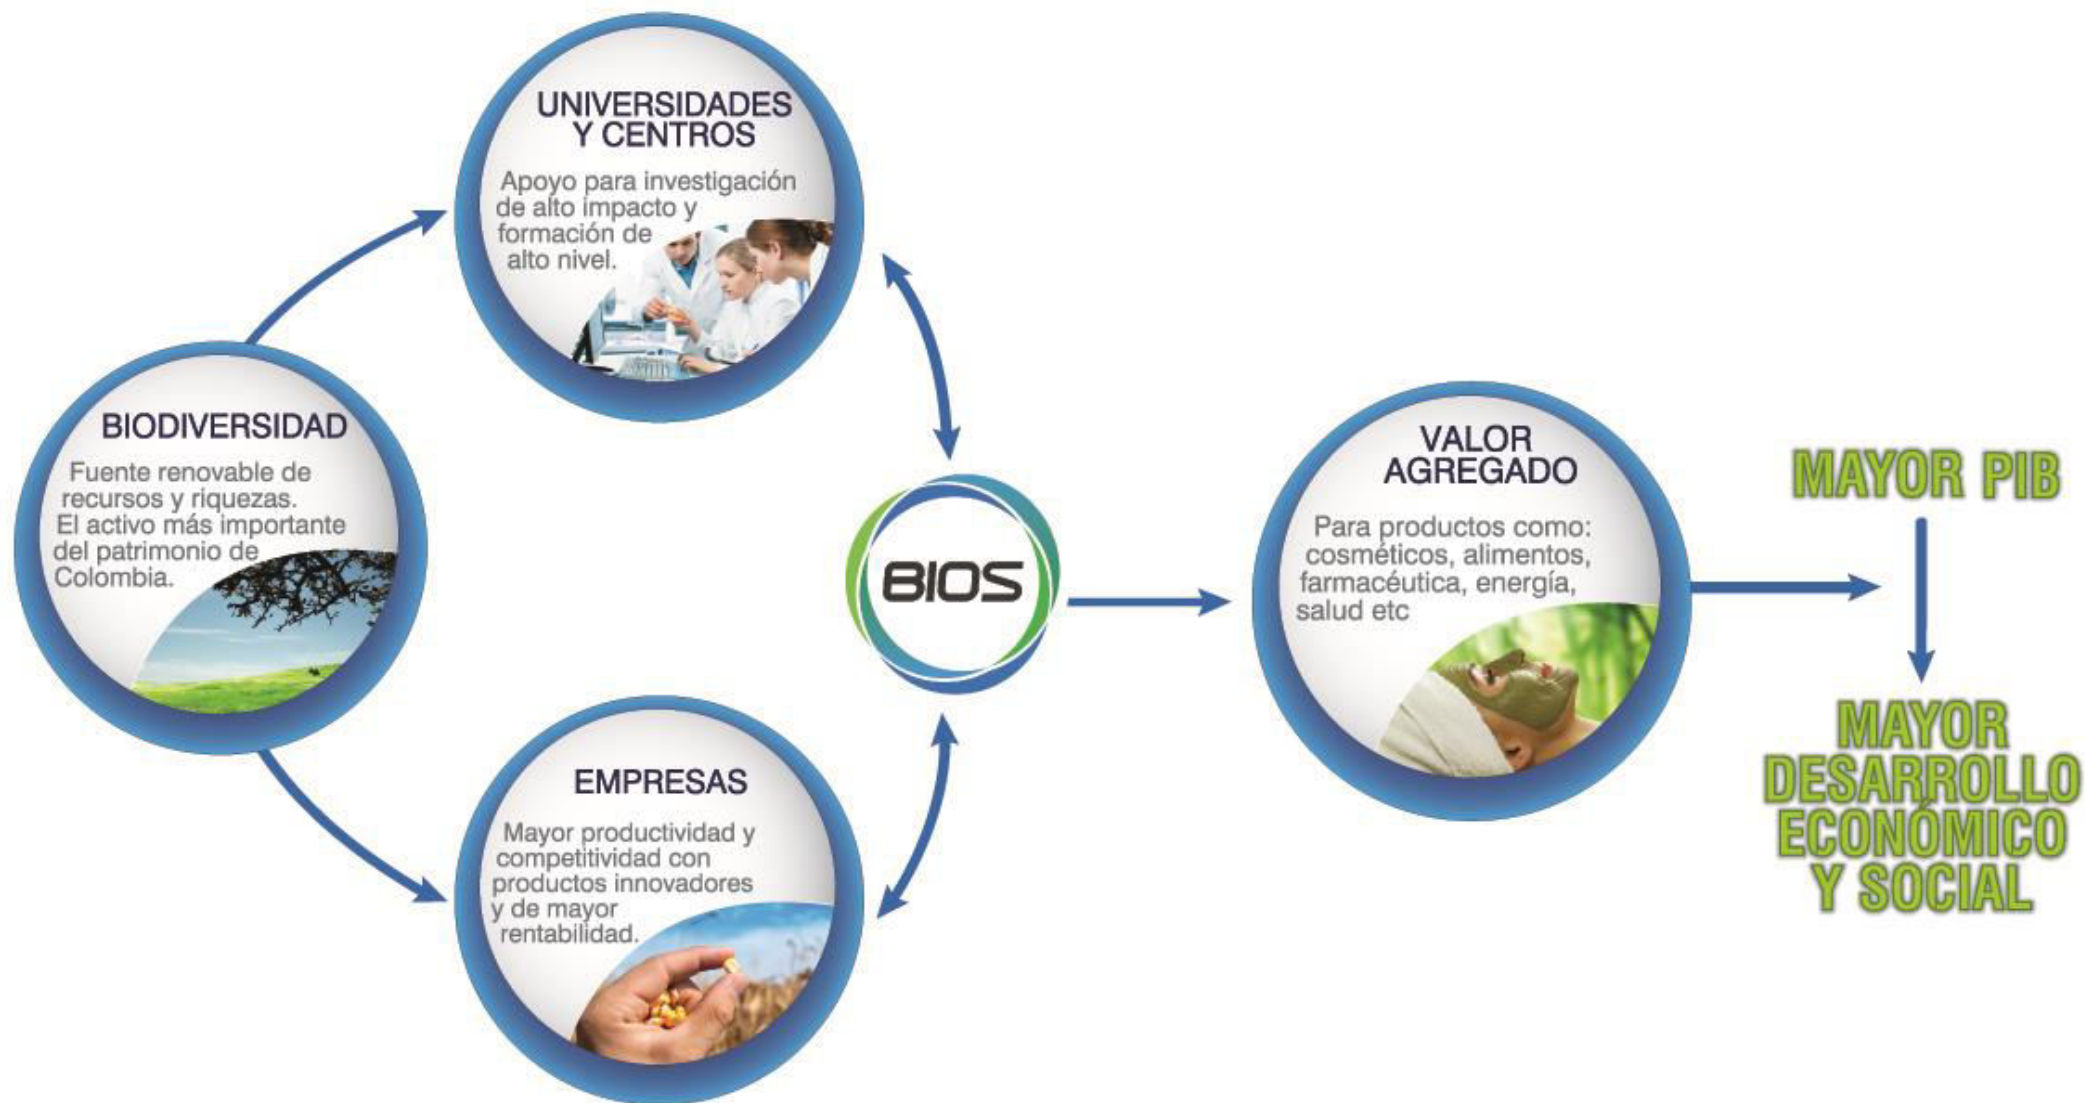 UNIVERSIDADES
Y CENTROS
Apoyo para investigación
de alto impacto y
formación de
alto nivel.
BIODIVERSIDAD
Fuente renovable de
recursos y riquezas.
El activo más importante
del patrimonio de
Colombia.
BIOS
EMPRESAS
Mayor productividad y
competitividad con
productos innovadores
y de mayor
rentabilidad.
VALOR
AGREGADO
Para productos como:
cosméticos, alimentos,
farmacéutica, energía,
salud etc
MAYOR PIB
MAYOR
DESARROLLO
ECONÓMICO
Y SOCIAL